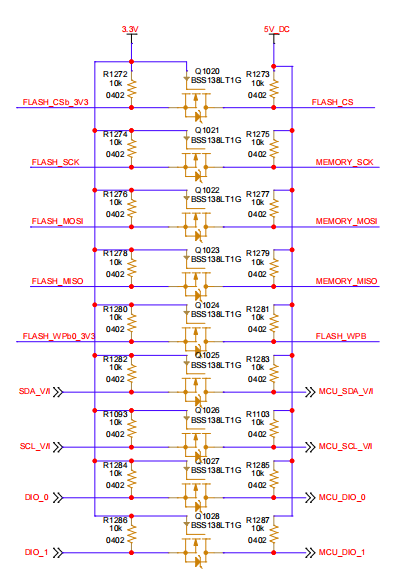 3.3V
5V_DC
R1272
10k
0402
Q1020
BSS138LT1G
R1273
10k
0402
FLASH_CSb_3V3
FLASH_CS
R1274
10k
0402
Q1021
BSS138LT1G
R1275
10k
0402
FLASH_SCK
MEMORY_SCK
R1276
10k
0402
Q1022
BSS138LT1G
R1277
10k
0402
FLASH_MOSI
MEMORY_MOSI
R1278
10k
0402
Q1023
BSS138LT1G
R1279
10k
0402
FLASH_MISO
MEMORY_MISO
R1280
10k
0402
Q1024
BSS138LT1G
R1281
10k
0402
FLASH_WPb0_3V3
FLASH_WPB
R1282
10k
0402
Q1025
BSS138LT1G
R1283
10k
0402
SDA_V/I
MCU_SDA_V/I
R1093
10k
0402
Q1026
BSS138LT1G
R1103
10k
0402
SCL_V/I
MCU_SCL_V/I
R1284
10k
0402
Q1027
BSS138LT1G
R1285
10k
0402
DIO_0
MCU_DIO_0
R1286
10k
0402
Q1028
BSS138LT1G
R1287
10k
0402
DIO_1
MCU_DIO_1